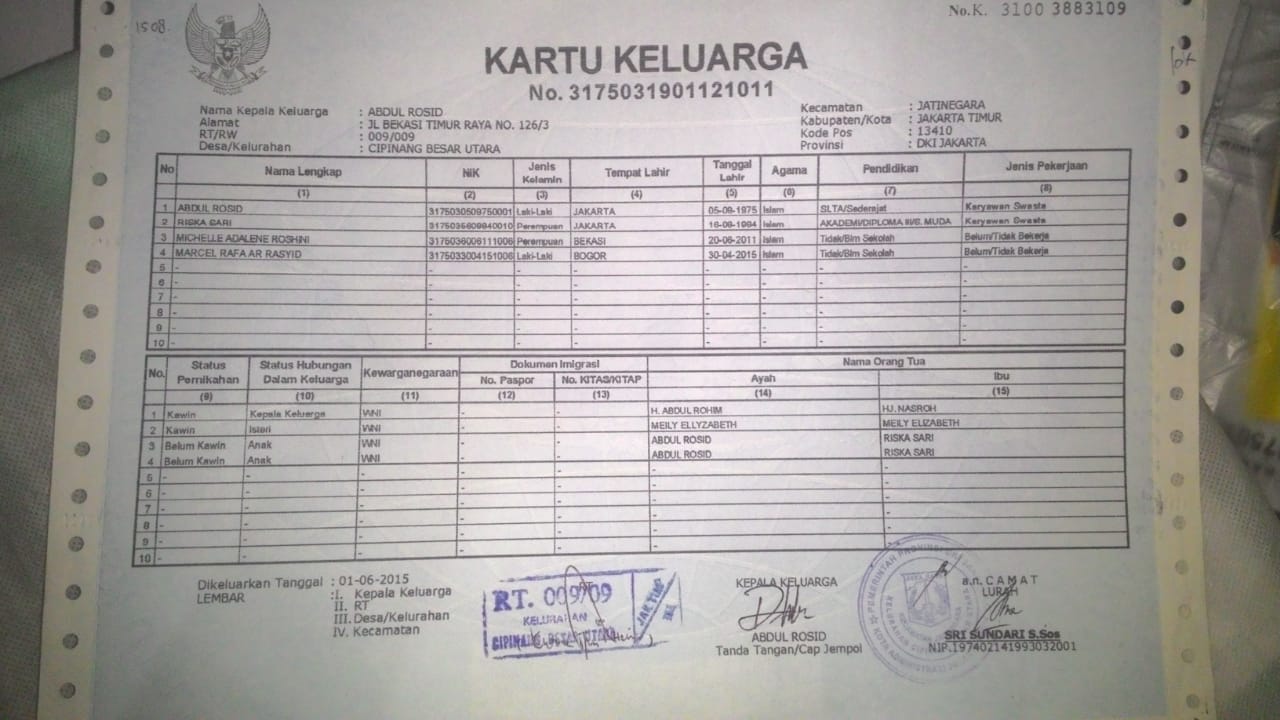 1508
No.K. 3100 3883109
KARTU KELUARGA
No. 3175031901121011
Nama Kepala Keluarga : ABDUL ROSID
Alamat : JL BEKASI TIMUR RAYA NO. 126/3
RT/RW : 009/009
Desa/Kelurahan : CIPINANG BESAR UTARA
Kecamatan : JATINEGARA
Kabupaten/Kota : JAKARTA TIMUR
Kode Pos : 13410
Provinsi : DKI JAKARTA
No Nama Lengkap NIK Jenis Kelamin Tempat Lahir Tanggal Lahir Agama Pendidikan Jenis Pekerjaan
(1) (2) (3) (4) (5) (6) (7) (8)
1 ABDUL ROSID 3175030509750001 Laki-Laki JAKARTA 05-09-1975 Islam SLTA/Sederajat Karyawan Swasta
2 RISKA SARI Perempuan JAKARTA Islam AKADEMI/DIPLOMA III/S. MUDA Karyawan Swasta
3 MICHELLE ADALENE ROSHINI 3175036006111006 Perempuan BEKASI 20-06-2011 Islam Tidak/Blm Sekolah Belum/Tidak Bekerja
4 MARCEL RAFA AR RASYID 3175033004151006 Laki-Laki BOGOR 30-04-2015 Islam Tidak/Blm Sekolah Belum/Tidak Bekerja
5 - - - - - - - -
6 - - - - - - - -
7 - - - - - - - -
8 - - - - - - - -
9 - - - - - - - -
10 - - - - - - - -
No. Status Pernikahan Status Hubungan Dalam Keluarga Kewarganegaraan Dokumen Imigrasi Nama Orang Tua
No. Paspor No. KITAS/KITAP Ayah Ibu
(9) (10) (11) (12) (13) (14) (15)
1 Kawin Kepala Keluarga WNI - - H. ABDUL ROHIM HJ. NASROH
2 Kawin Isteri WNI - - MEILY ELLYZABETH MEILY ELIZABETH
3 Belum Kawin Anak WNI - - ABDUL ROSID RISKA SARI
4 Belum Kawin Anak WNI - - ABDUL ROSID RISKA SARI
5 - - - - - - -
6 - - - - - - -
7 - - - - - - -
8 - - - - - - -
9 - - - - - - -
10 - - - - - - -
Dikeluarkan Tanggal : 01-06-2015
LEMBAR : I. Kepala Keluarga
II. RT
III. Desa/Kelurahan
IV. Kecamatan
RT. 009/09
KELURAHAN
CIPINANG BESAR UTARA
JAK TIMUR
KEPALA KELUARGA
ABDUL ROSID
Tanda Tangan/Cap Jempol
PEMERINTAH PROVINSI
KOTA ADMINISTRASI
a.n. CAMAT
LURAH
SRI SUNDARI S.Sos
NIP.197402141993032001